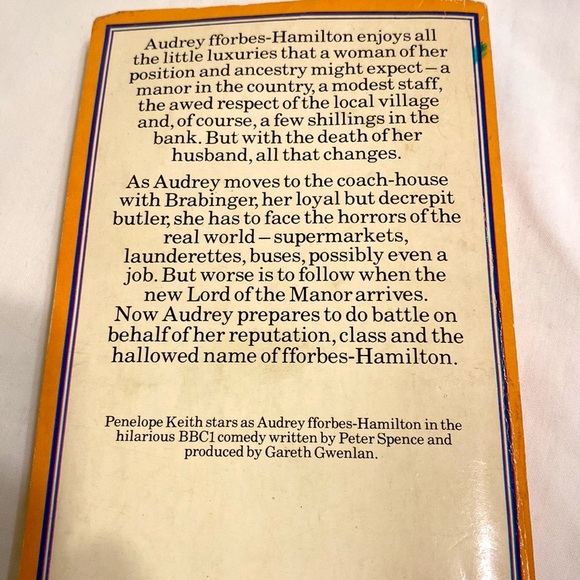 Audrey fforbes-Hamilton enjoys all
the little luxuries that a woman of her
position and ancestry might expect – a
manor in the country, a modest staff,
the awed respect of the local village
and, of course, a few shillings in the
bank. But with the death of her
husband, all that changes.
As Audrey moves to the coach-house
with Brabinger, her loyal but decrepit
butler, she has to face the horrors of the
real world – supermarkets,
launderettes, buses, possibly even a
job. But worse is to follow when the
new Lord of the Manor arrives.
Now Audrey prepares to do battle on
behalf of her reputation, class and the
hallowed name of fforbes-Hamilton.
Penelope Keith stars as Audrey fforbes-Hamilton in the
hilarious BBC1 comedy written by Peter Spence and
produced by Gareth Gwenlan.